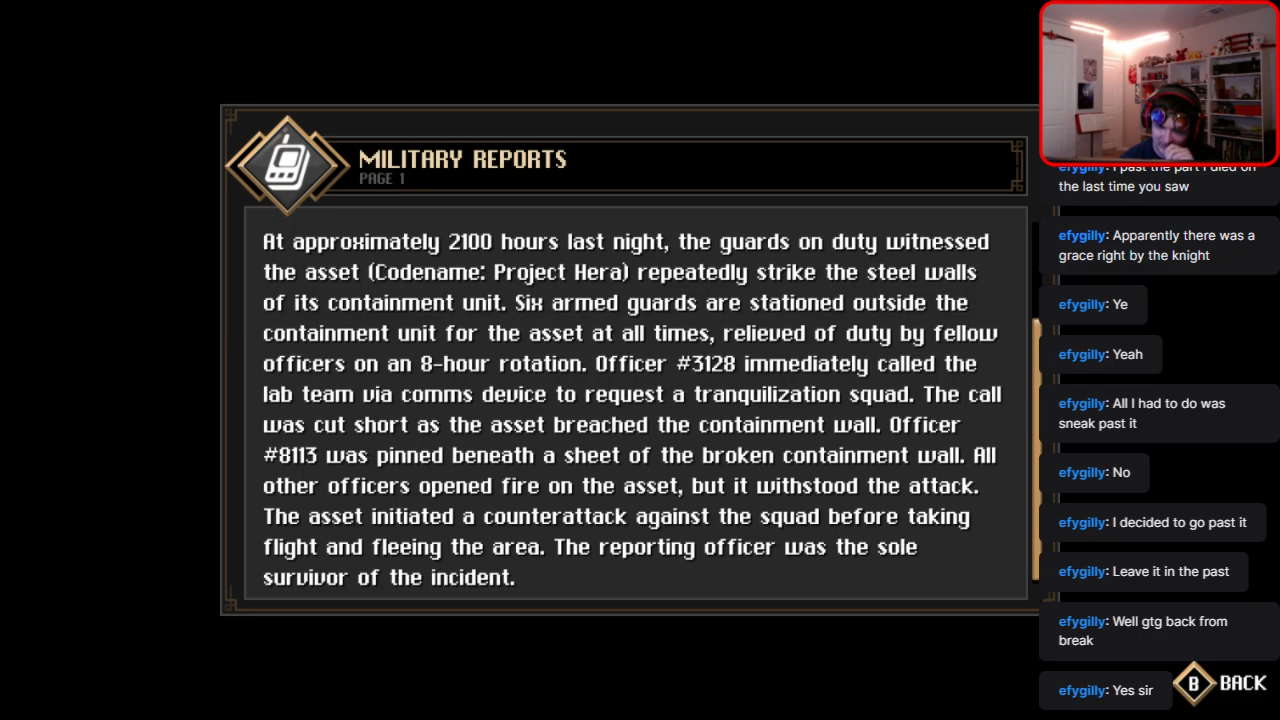 MILITARY REPORTS
PAGE 1
At approximately 2100 hours last night, the guards on duty witnessed
the asset (Codename: Project Hera) repeatedly strike the steel walls
of its containment unit. Six armed guards are stationed outside the
containment unit for the asset at all times, relieved of duty by fellow
officers on an 8-hour rotation. Officer #3128 immediately called the
lab team via comms device to request a tranquilization squad. The call
was cut short as the asset breached the containment wall. Officer
#8113 was pinned beneath a sheet of the broken containment wall. All
other officers opened fire on the asset, but it withstood the attack.
The asset initiated a counterattack against the squad before taking
flight and fleeing the area. The reporting officer was the sole
survivor of the incident.
efygilly: I past the part I died on
the last time you saw
efygilly: Apparently there was a
grace right by the knight
efygilly: Ye
efygilly: Yeah
efygilly: All I had to do was
sneak past it
efygilly: No
efygilly: I decided to go past it
efygilly: Leave it in the past
efygilly: Well gtg back from
break
efygilly: Yes sir
B BACK